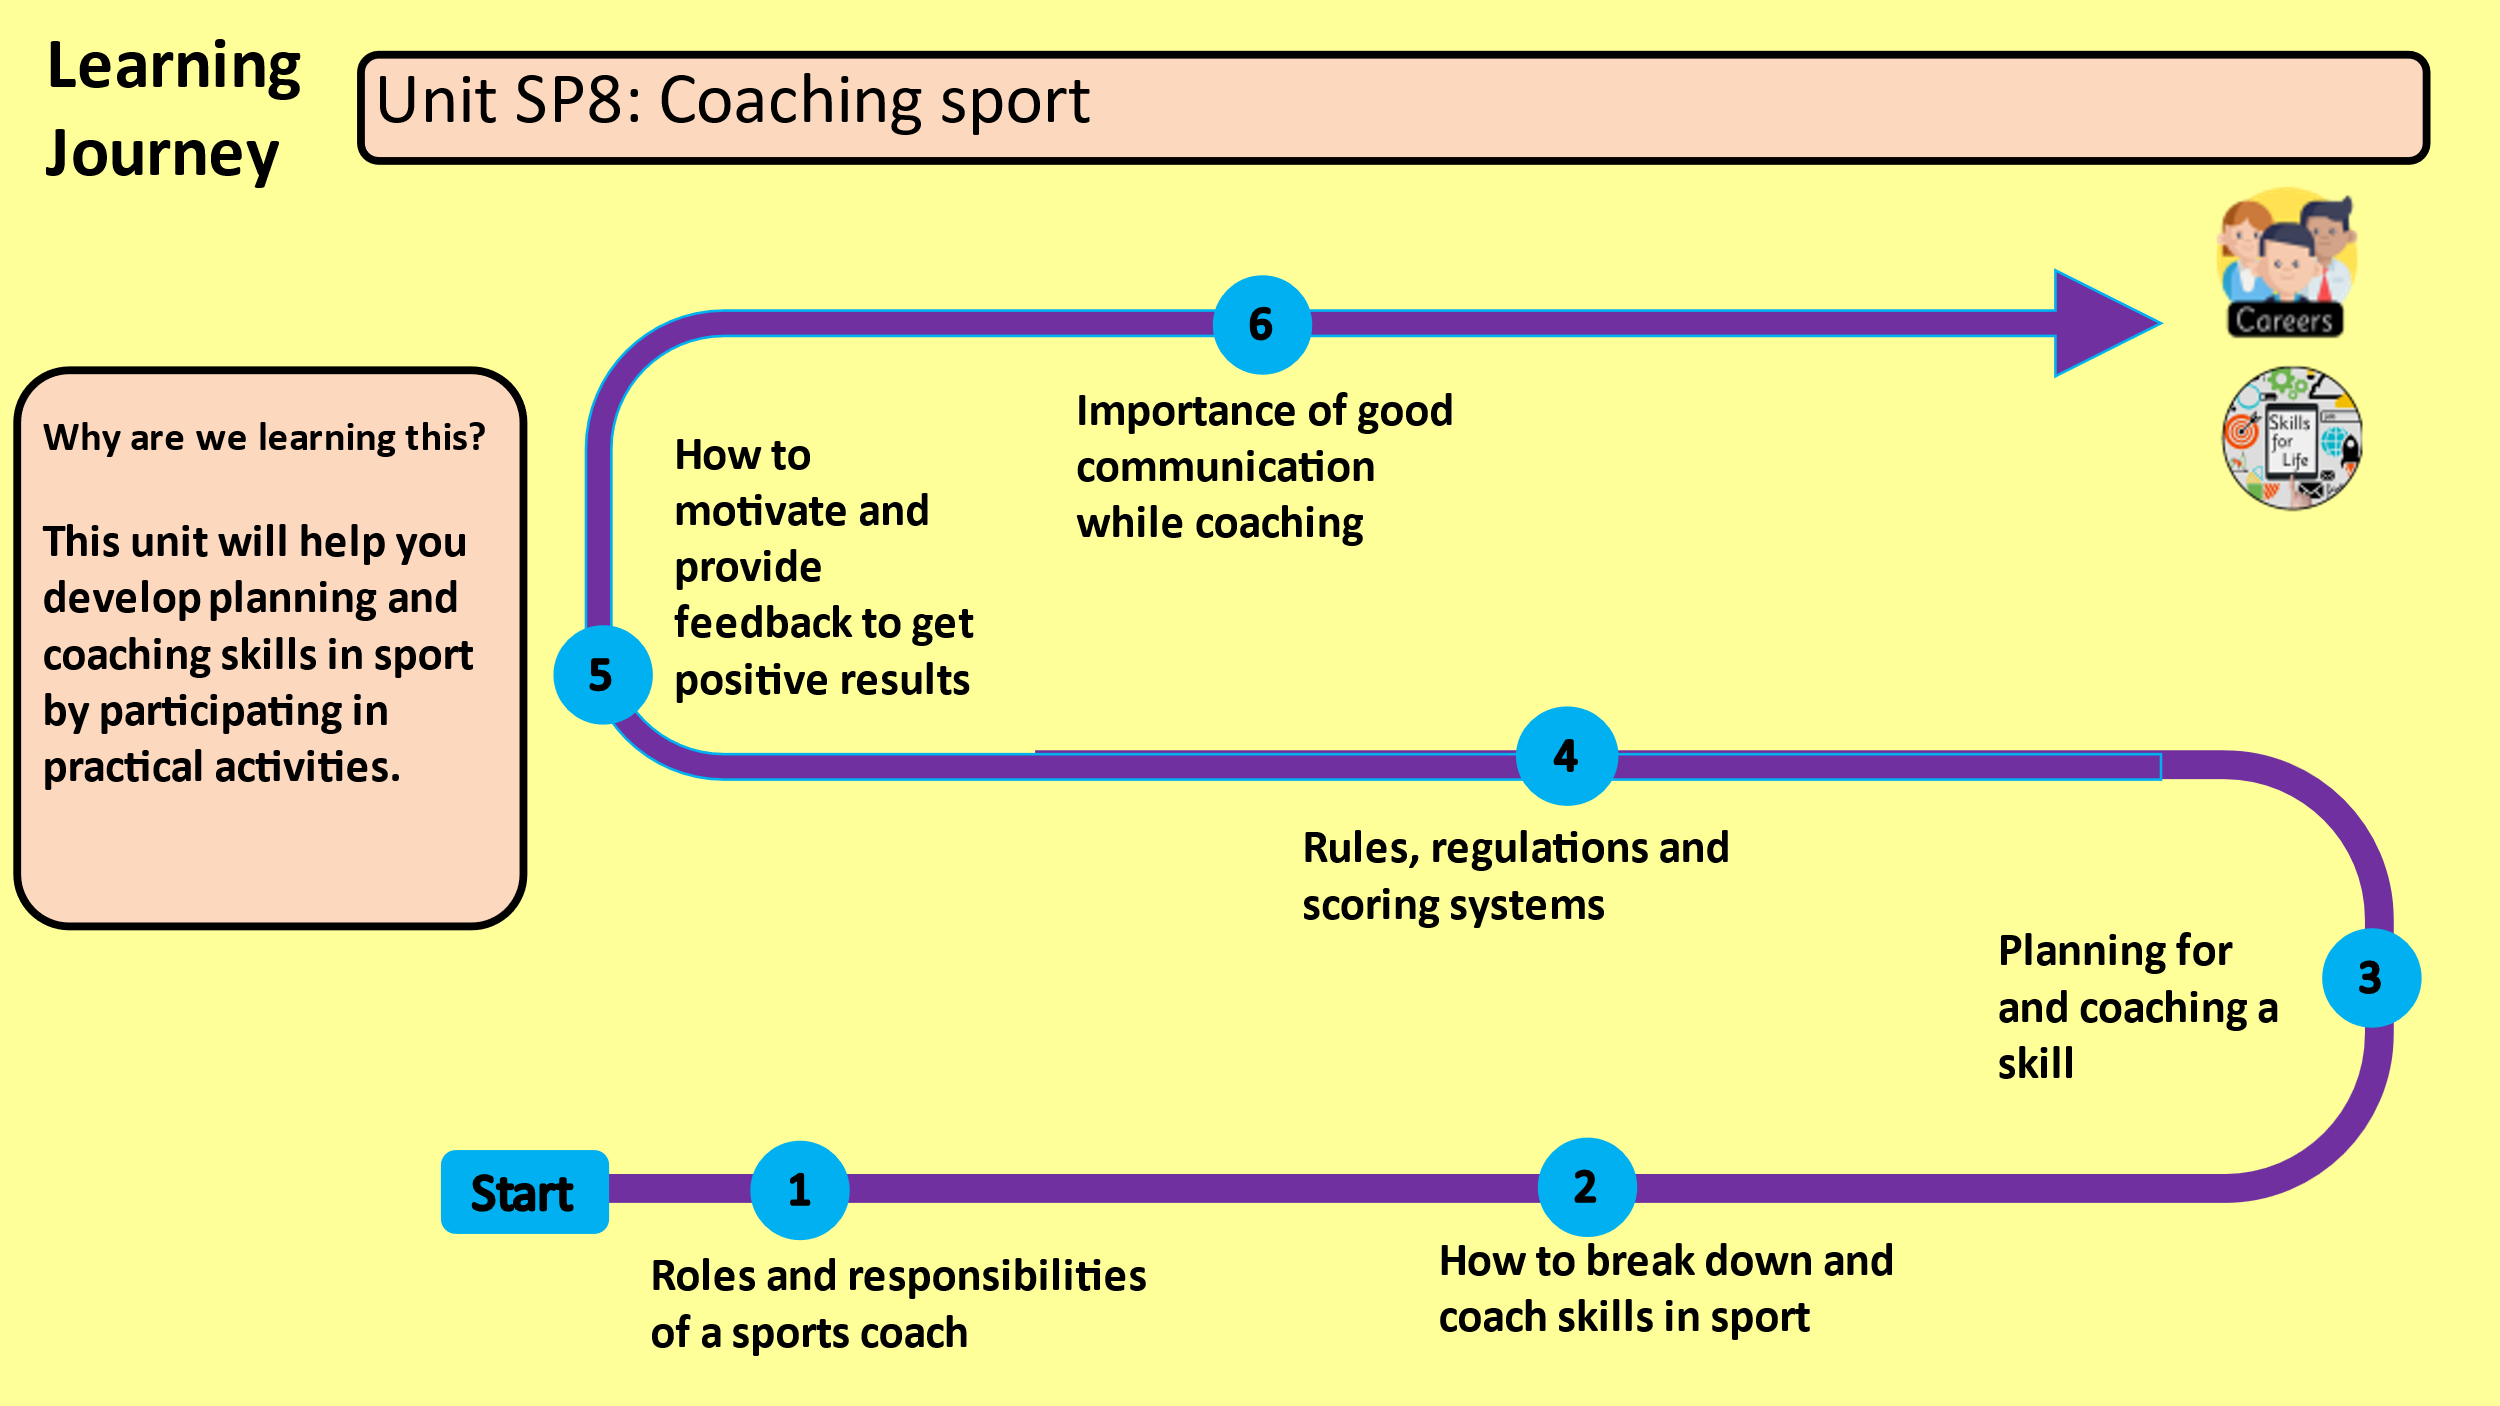 Learning
Journey
Unit SP8: Coaching sport
Careers
Skills
for
Life
6
Importance of good
communication
while coaching
Why are we learning this?
This unit will help you
develop planning and
coaching skills in sport
by participating in
practical activities.
How to
motivate and
provide
feedback to get
positive results
5
4
Rules, regulations and
scoring systems
Planning for
and coaching a
skill
3
Start
1
2
Roles and responsibilities
of a sports coach
How to break down and
coach skills in sport